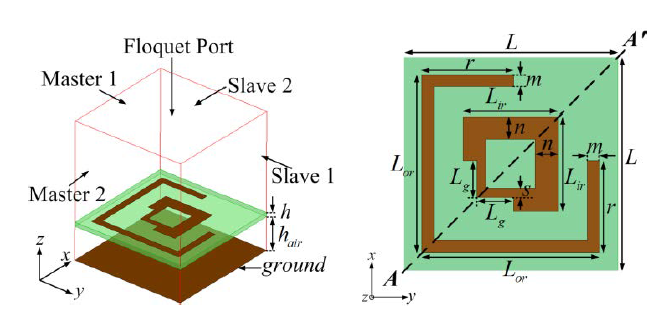 Floquet Port
Master 1
Slave 2
Master 2
Slave 1
h
h_air
ground
z
x
y
L
A'
r
m
L_ir
n
n
m
L_or
L_g
s
L_ir
L
L_g
r
L_or
A
x
z
y